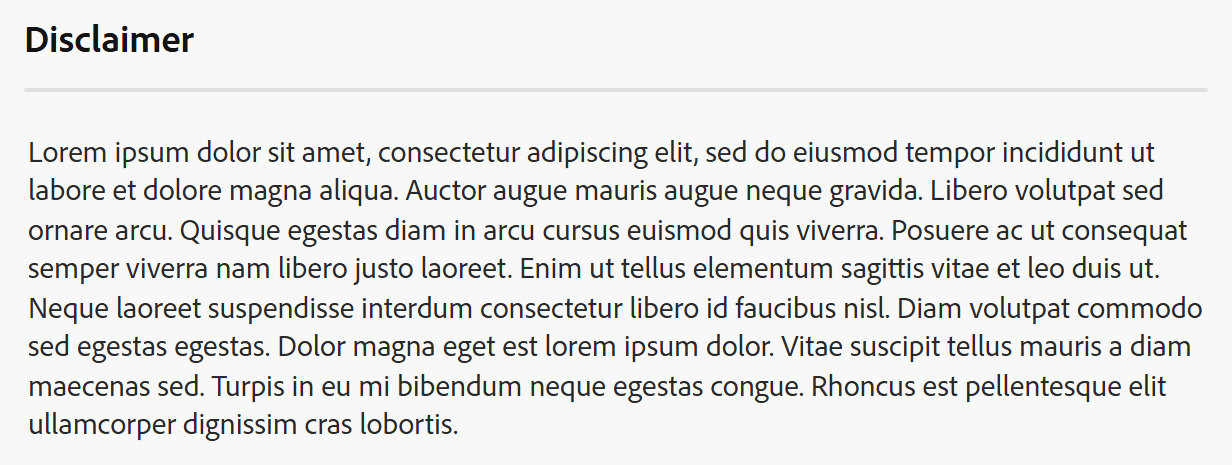 Disclaimer
Lorem ipsum dolor sit amet, consectetur adipiscing elit, sed do eiusmod tempor incididunt ut
labore et dolore magna aliqua. Auctor augue mauris augue neque gravida. Libero volutpat sed
ornare arcu. Quisque egestas diam in arcu cursus euismod quis viverra. Posuere ac ut consequat
semper viverra nam libero justo laoreet. Enim ut tellus elementum sagittis vitae et leo duis ut.
Neque laoreet suspendisse interdum consectetur libero id faucibus nisl. Diam volutpat commodo
sed egestas egestas. Dolor magna eget est lorem ipsum dolor. Vitae suscipit tellus mauris a diam
maecenas sed. Turpis in eu mi bibendum neque egestas congue. Rhoncus est pellentesque elit
ullamcorper dignissim cras lobortis.